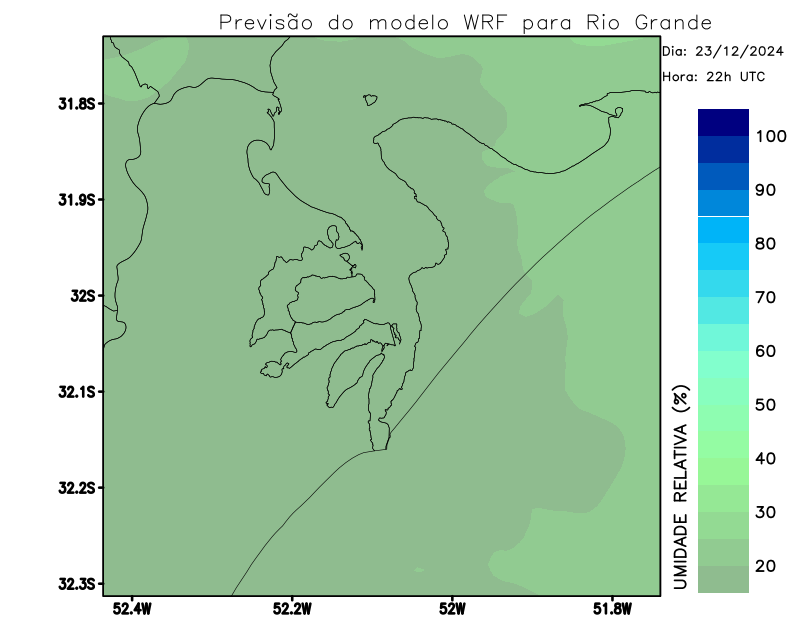 Previsão do modelo WRF para Rio Grande
Dia: 23/12/2024
Hora: 22h UTC
31.8S
31.9S
32S
32.1S
32.2S
32.3S
52.4W
52.2W
52W
51.8W
UMIDADE RELATIVA (%)
100
90
80
70
60
50
40
30
20